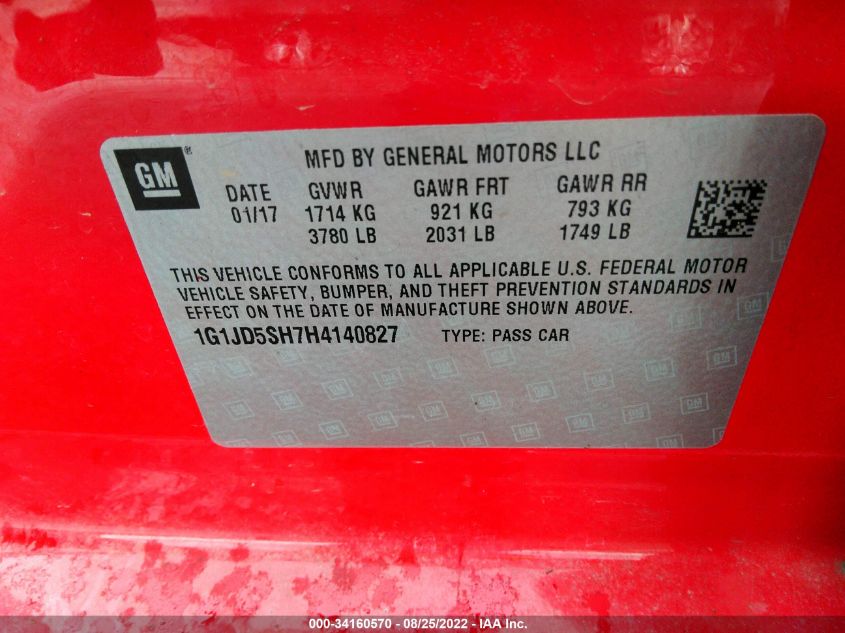 GM®
MFD BY GENERAL MOTORS LLC
DATE GVWR GAWR FRT GAWR RR
01/17 1714 KG 921 KG 793 KG
3780 LB 2031 LB 1749 LB
THIS VEHICLE CONFORMS TO ALL APPLICABLE U.S. FEDERAL MOTOR
VEHICLE SAFETY, BUMPER, AND THEFT PREVENTION STANDARDS IN
EFFECT ON THE DATE OF MANUFACTURE SHOWN ABOVE.
1G1JD5SH7H4140827 TYPE: PASS CAR
000-34160570 - 08/25/2022 - IAA Inc.